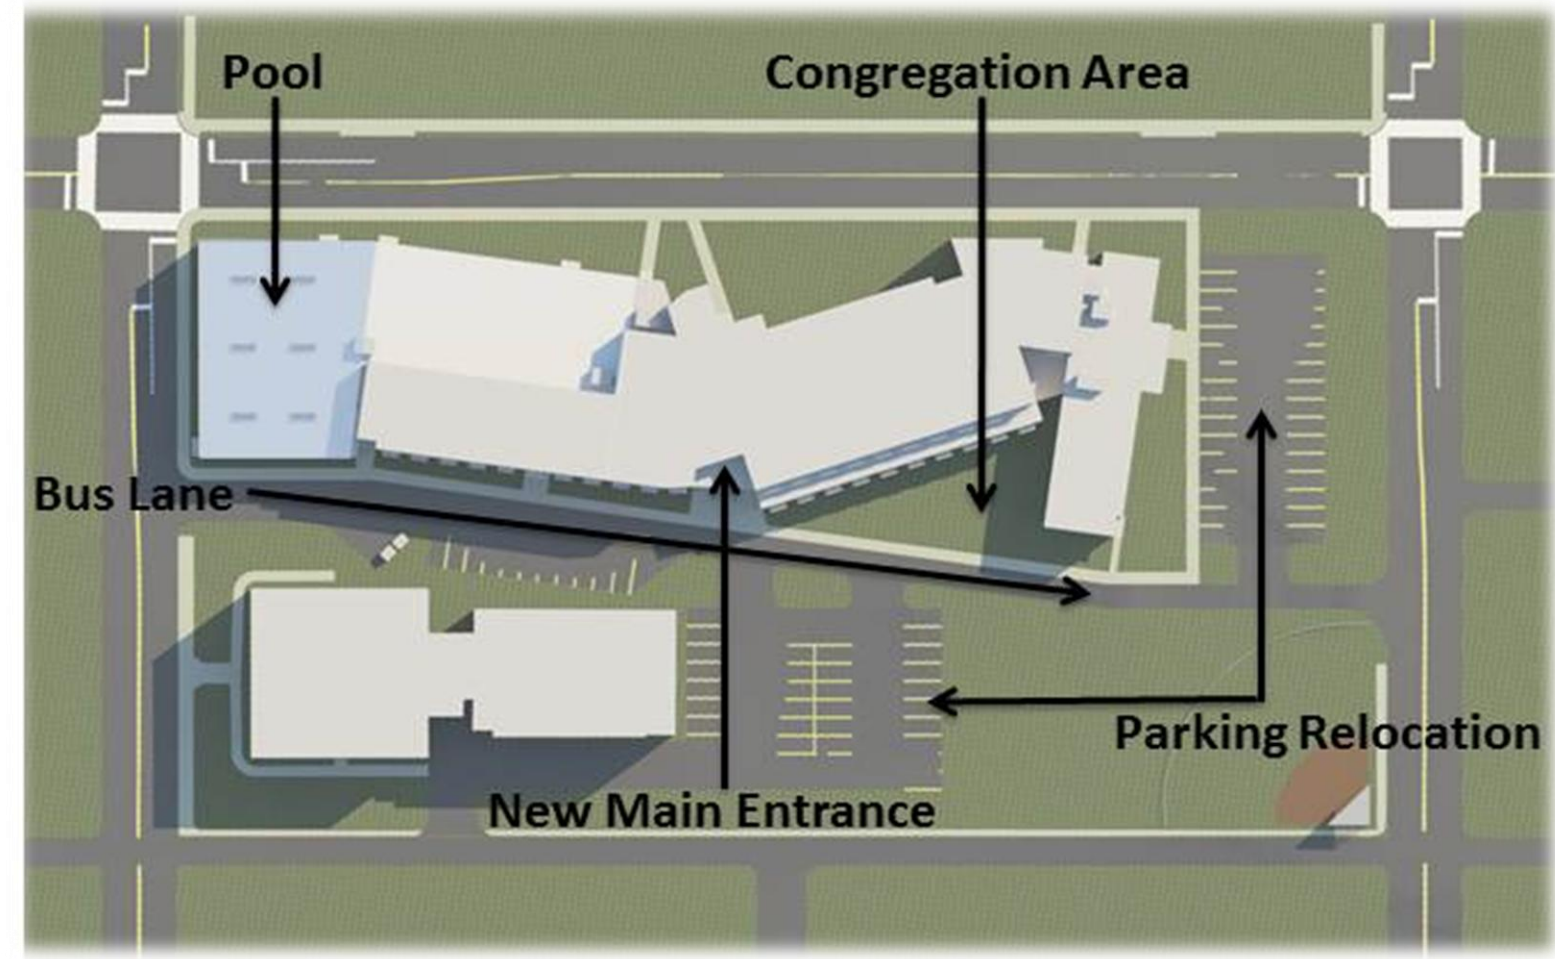 Pool
Congregation Area
Bus Lane
Parking Relocation
New Main Entrance